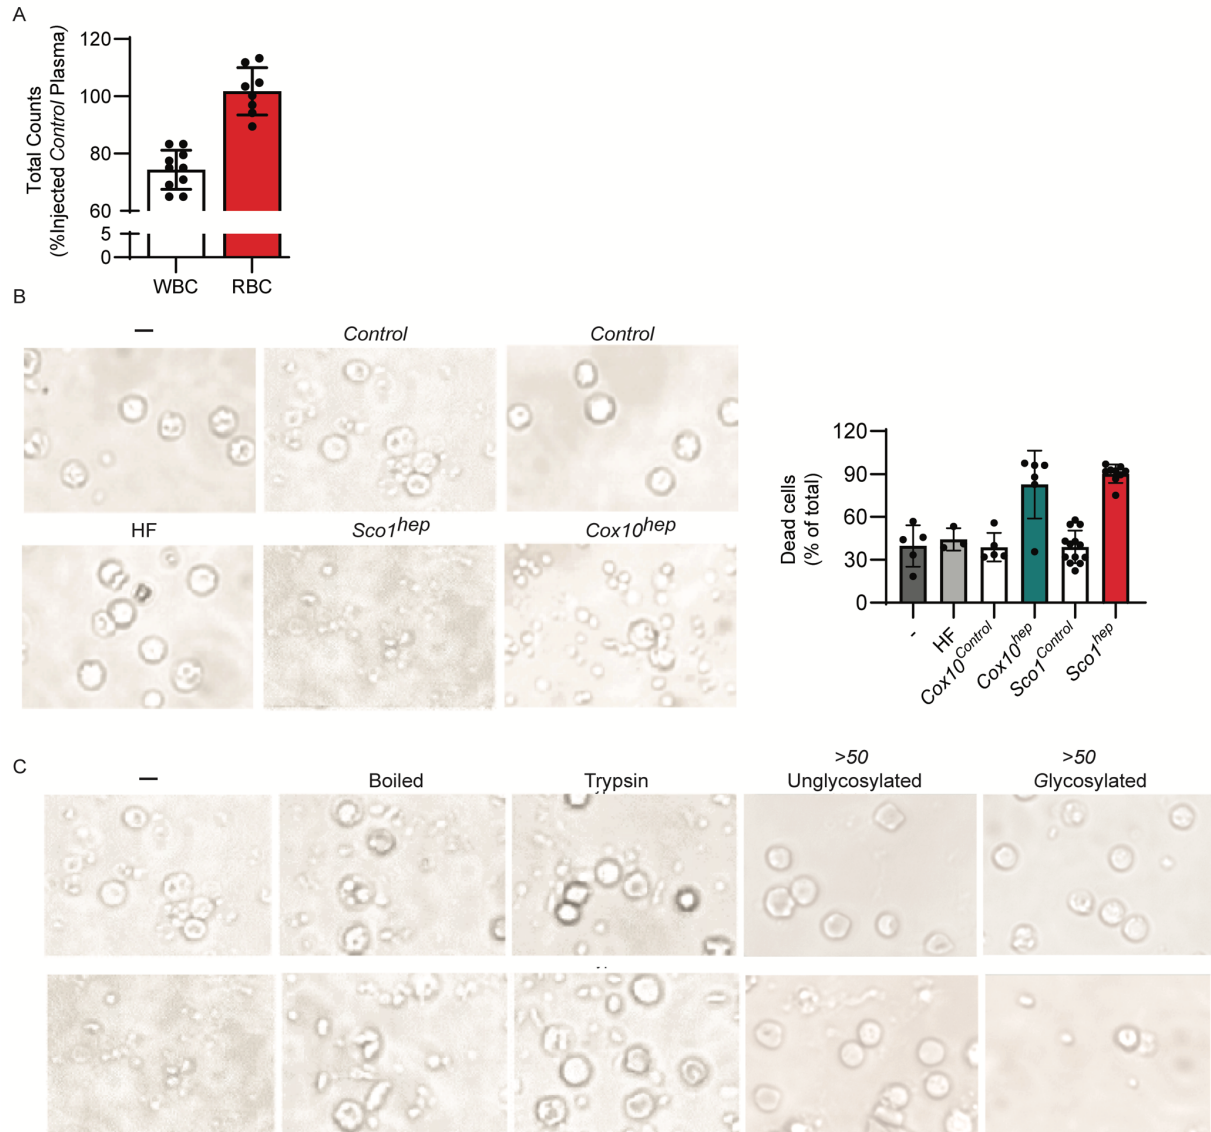 A
Total Counts
(%Injected Control Plasma)
120
100
80
60
5
0
WBC
RBC
B
–
Control
Control
HF
Sco1hep
Cox10hep
Dead cells
(% of total)
120
90
60
30
0
-
HF
Cox10Control
Cox10hep
Sco1Control
Sco1hep
C
–
Boiled
Trypsin
>50
Unglycosylated
>50
Glycosylated